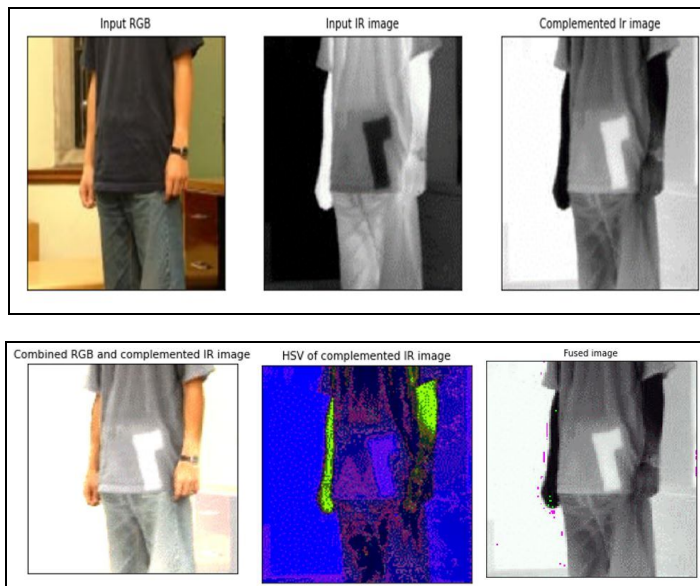 Input RGB
Input IR image
Complemented Ir image
Combined RGB and complemented IR image
HSV of complemented IR image
Fused image